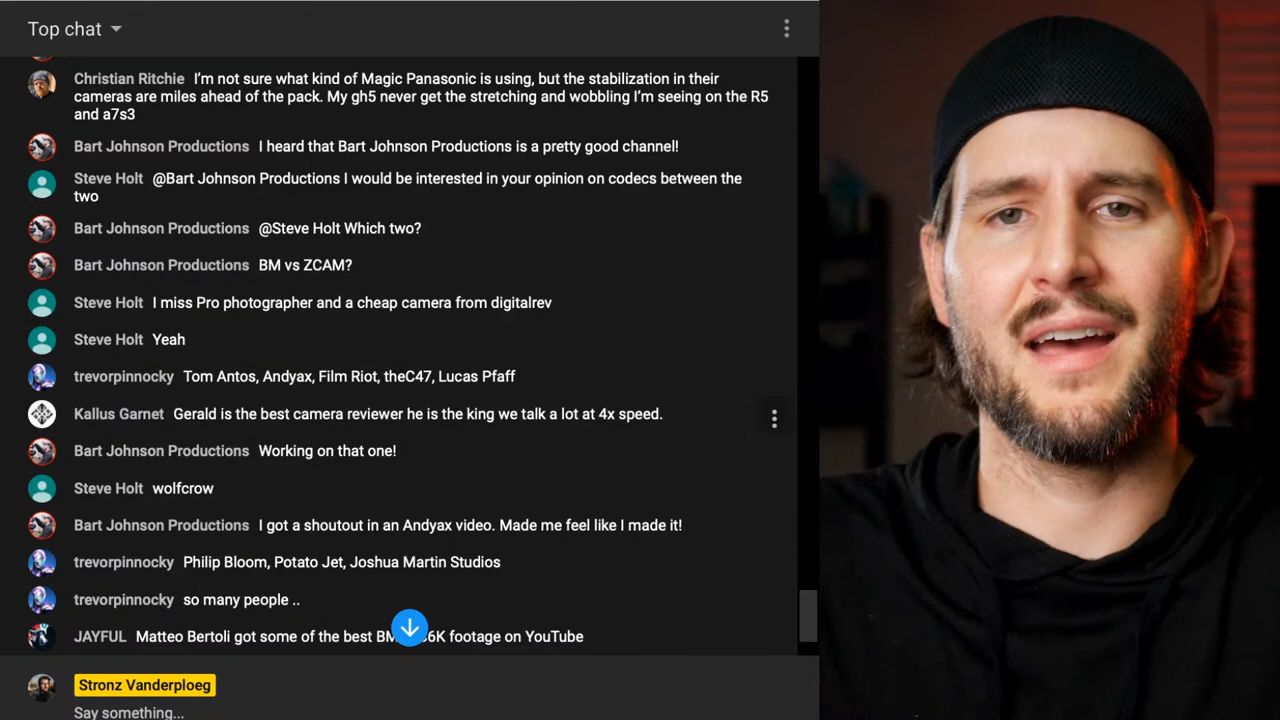 Top chat
Christian Ritchie I'm not sure what kind of Magic Panasonic is using, but the stabilization in their
cameras are miles ahead of the pack. My gh5 never get the stretching and wobbling I'm seeing on the R5
and a7s3
Bart Johnson Productions I heard that Bart Johnson Productions is a pretty good channel!
Steve Holt @Bart Johnson Productions I would be interested in your opinion on codecs between the
two
Bart Johnson Productions @Steve Holt Which two?
Bart Johnson Productions BM vs ZCAM?
Steve Holt I miss Pro photographer and a cheap camera from digitalrev
Steve Holt Yeah
trevorpinnocky Tom Antos, Andyax, Film Riot, theC47, Lucas Pfaff
Kallus Garnet Gerald is the best camera reviewer he is the king we talk a lot at 4x speed.
Bart Johnson Productions Working on that one!
Steve Holt wolfcrow
Bart Johnson Productions I got a shoutout in an Andyax video. Made me feel like I made it!
trevorpinnocky Philip Bloom, Potato Jet, Joshua Martin Studios
trevorpinnocky so many people ..
JAYFUL Matteo Bertoli got some of the best footage on YouTube
Stronz Vanderploeg
Say something...